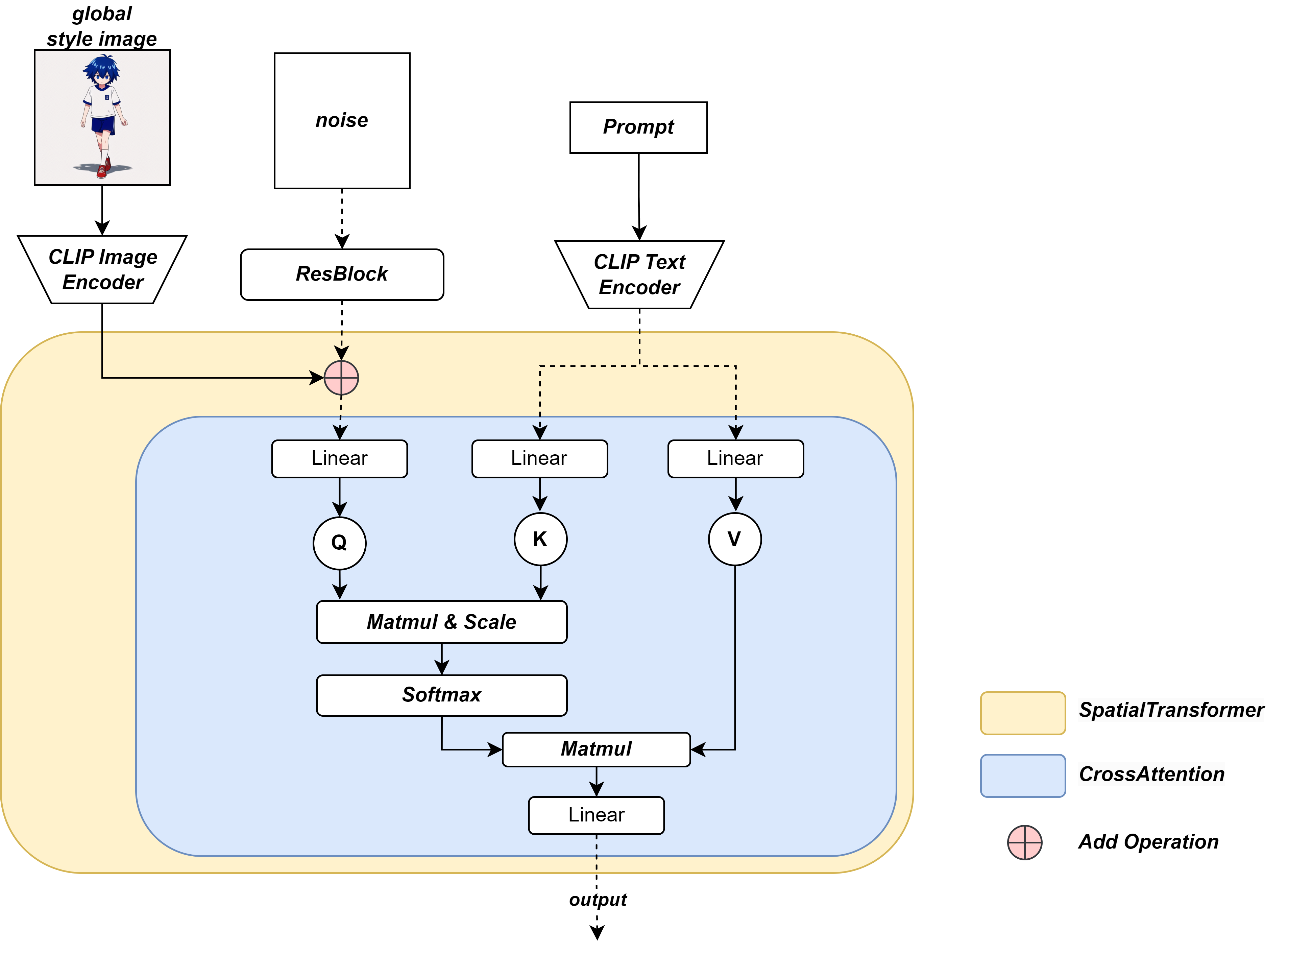 global
style image
noise
Prompt
CLIP Image
Encoder
ResBlock
CLIP Text
Encoder
Linear
Linear
Linear
Q
K
V
Matmul & Scale
Softmax
Matmul
Linear
output
SpatialTransformer
CrossAttention
Add Operation